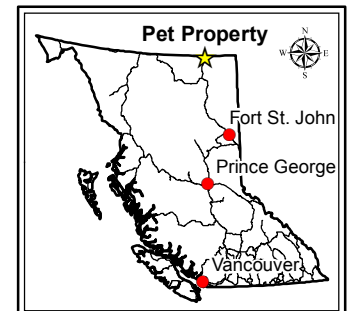 Pet Property
N
W E
S
Fort St. John
Prince George
Vancouver